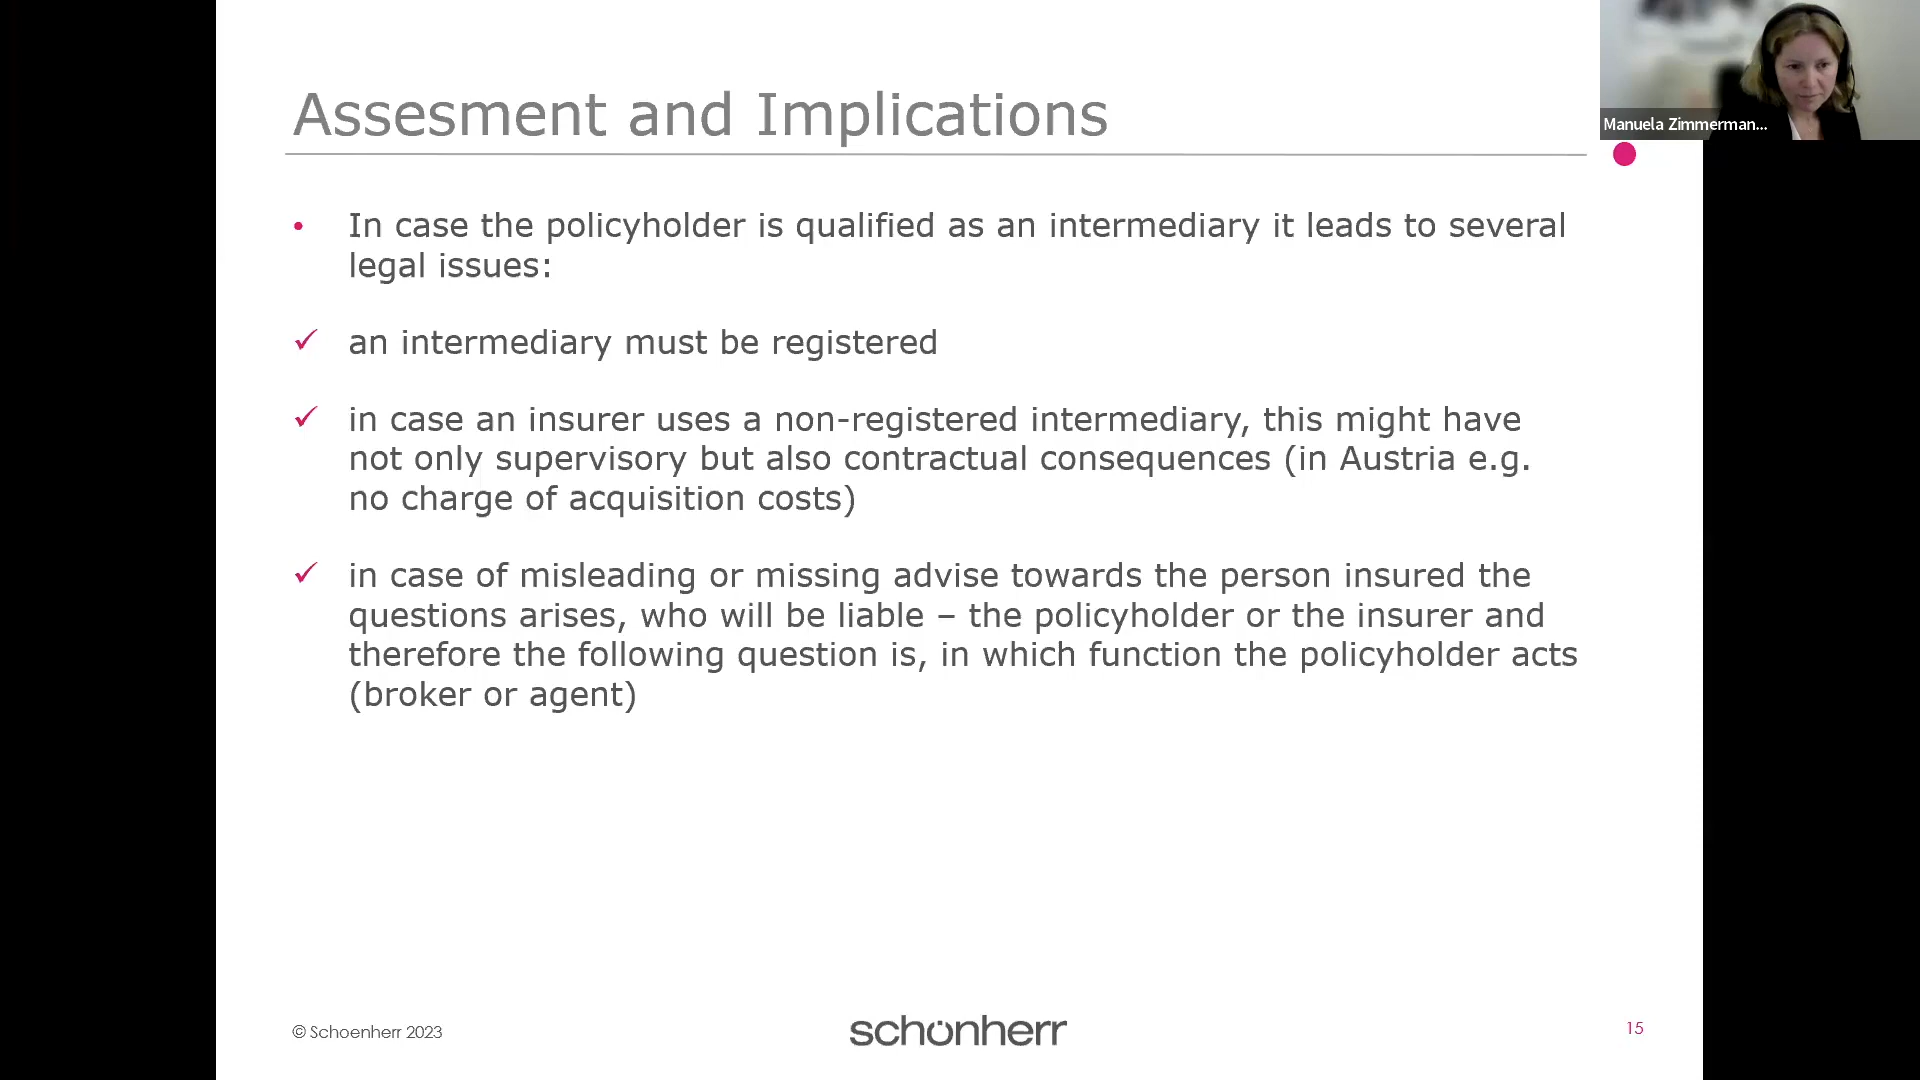 Assesment and Implications
Manuela Zimmerman...
• In case the policyholder is qualified as an intermediary it leads to several
legal issues:
✓ an intermediary must be registered
✓ in case an insurer uses a non-registered intermediary, this might have
not only supervisory but also contractual consequences (in Austria e.g.
no charge of acquisition costs)
✓ in case of misleading or missing advise towards the person insured the
questions arises, who will be liable – the policyholder or the insurer and
therefore the following question is, in which function the policyholder acts
(broker or agent)
© Schoenherr 2023
schönherr
15